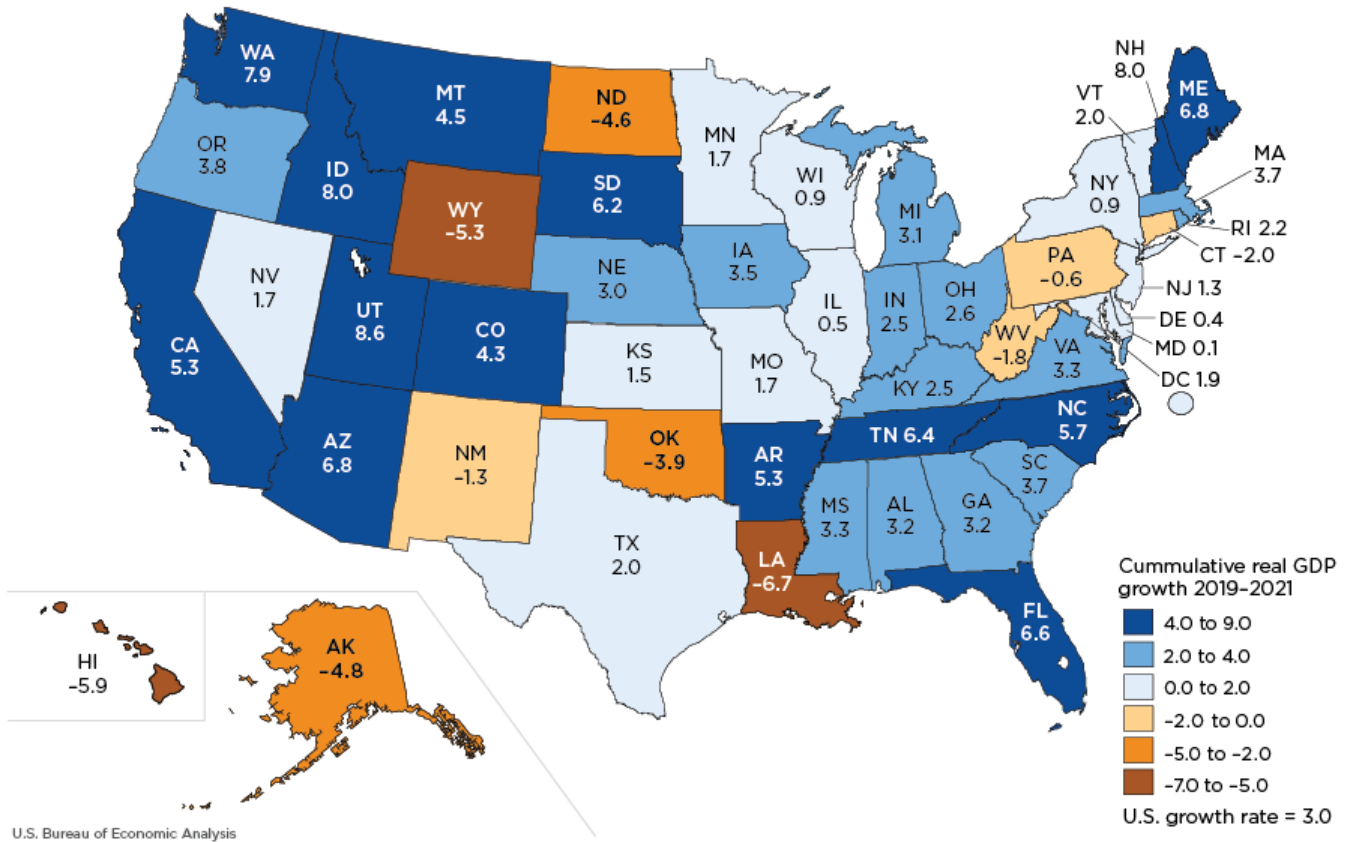 WA
7.9
MT
4.5
ND
–4.6
MN
1.7
NH
8.0
VT
2.0
ME
6.8
OR
3.8
ID
8.0
SD
6.2
WI
0.9
MI
3.1
NY
0.9
MA
3.7
WY
–5.3
RI 2.2
CT –2.0
NV
1.7
NE
3.0
IA
3.5
PA
–0.6
NJ 1.3
UT
8.6
CO
4.3
IL
0.5
IN
2.5
OH
2.6
DE 0.4
MD 0.1
CA
5.3
KS
1.5
MO
1.7
WV
–1.8
VA
3.3
DC 1.9
KY 2.5
AZ
6.8
NM
–1.3
OK
–3.9
AR
5.3
TN 6.4
NC
5.7
SC
3.7
TX
2.0
MS
3.3
AL
3.2
GA
3.2
LA
–6.7
FL
6.6
HI
–5.9
AK
–4.8
Cummulative real GDP
growth 2019–2021
4.0 to 9.0
2.0 to 4.0
0.0 to 2.0
–2.0 to 0.0
–5.0 to –2.0
–7.0 to –5.0
U.S. growth rate = 3.0
U.S. Bureau of Economic Analysis